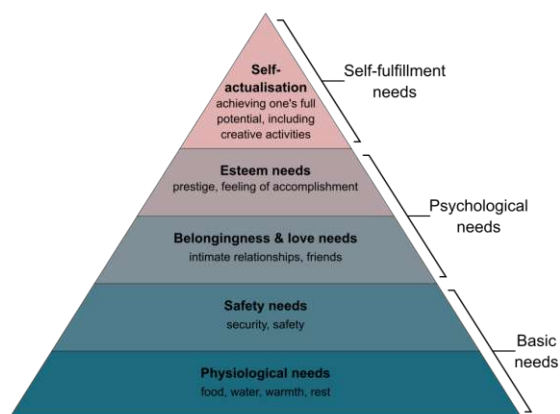 Self-
actualisation
achieving one's full
potential, including
creative activities
Self-fulfillment
needs
Esteem needs
prestige, feeling of accomplishment
Psychological
needs
Belongingness & love needs
intimate relationships, friends
Safety needs
security, safety
Basic
needs
Physiological needs
food, water, warmth, rest